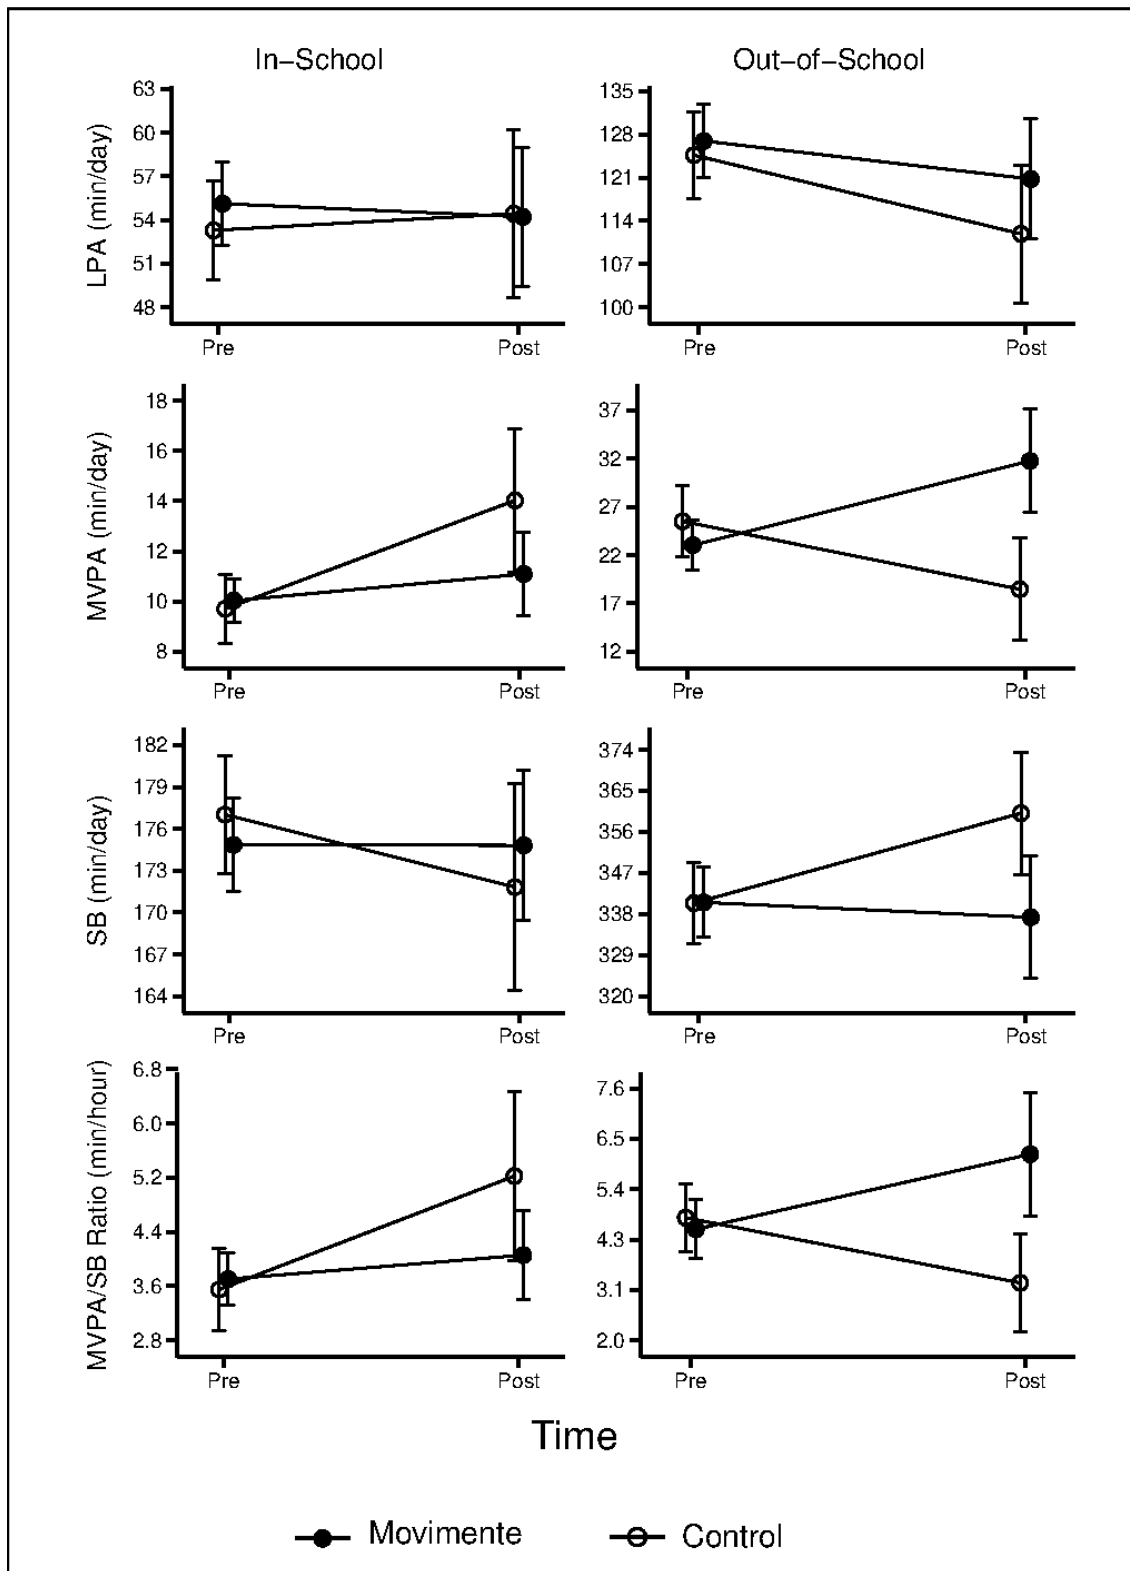 In-School
Out-of-School
LPA (min/day)
63
60
57
54
51
48
Pre
Post
135
128
121
114
107
100
Pre
Post
MVPA (min/day)
18
16
14
12
10
8
Pre
Post
37
32
27
22
17
12
Pre
Post
SB (min/day)
182
179
176
173
170
167
164
Pre
Post
374
365
356
347
338
329
320
Pre
Post
MVPA/SB Ratio (min/hour)
6.8
6.0
5.2
4.4
3.6
2.8
Pre
Post
7.6
6.5
5.4
4.3
3.1
2.0
Pre
Post
Time
Movimente
Control